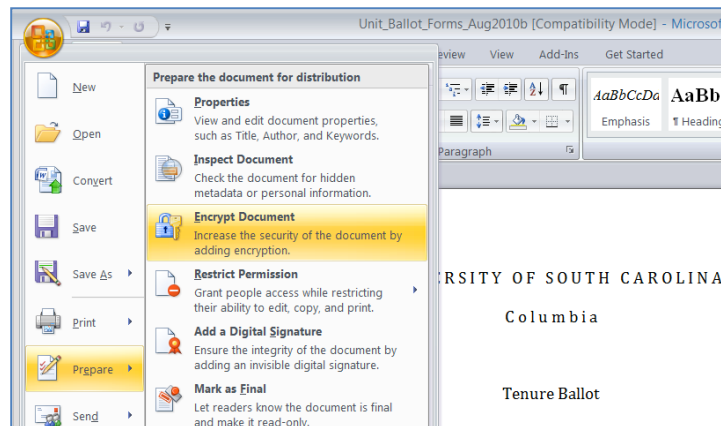 Unit_Ballot_Forms_Aug2010b [Compatibility Mode] - Microsof
View
Add-Ins
Get Started
New
Open
Convert
Save
Save As
Print
Prepare
Send
Prepare the document for distribution
Properties
View and edit document properties,
such as Title, Author, and Keywords.
Inspect Document
Check the document for hidden
metadata or personal information.
Encrypt Document
Increase the security of the document by
adding encryption.
Restrict Permission
Grant people access while restricting
their ability to edit, copy, and print.
Add a Digital Signature
Ensure the integrity of the document by
adding an invisible digital signature.
Mark as Final
Let readers know the document is final
and make it read-only.
AaBbCcDd
AaBb
Emphasis
¶ Heading
Paragraph
RSITY OF SOUTH CAROLINA
Columbia
Tenure Ballot